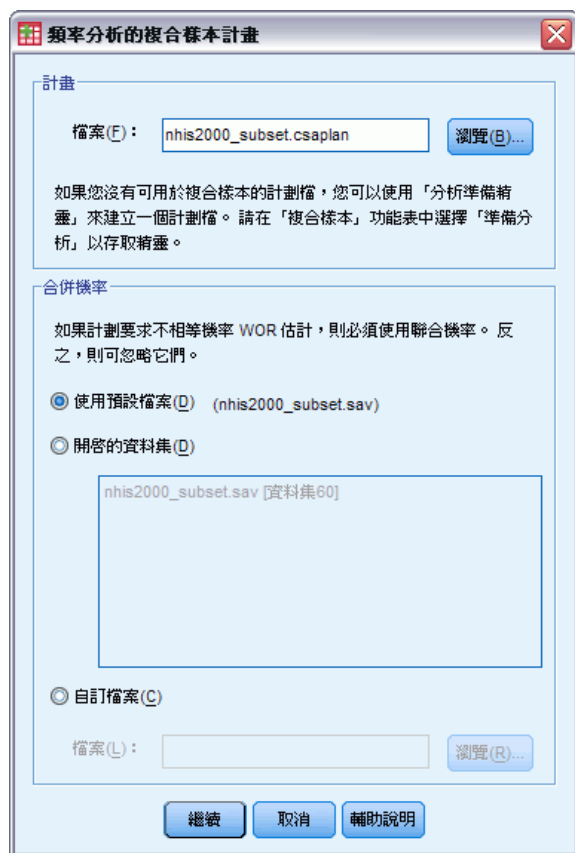 頻率分析的複合樣本計畫
計畫
檔案(F)： nhis2000_subset.csaplan 瀏覽(B)...
如果您沒有可用於複合樣本的計劃檔，您可以使用「分析準備精
靈」來建立一個計劃檔。 請在「複合樣本」功能表中選擇「準備分
析」以存取精靈。
合併機率
如果計劃要求不相等機率 WOR 估計，則必須使用聯合機率。 反
之，則可忽略它們。
使用預設檔案(D) (nhis2000_subset.sav)
開啓的資料集(D)
nhis2000_subset.sav [資料集60]
自訂檔案(C)
檔案(L)： 瀏覽(R)...
繼續 取消 輔助說明